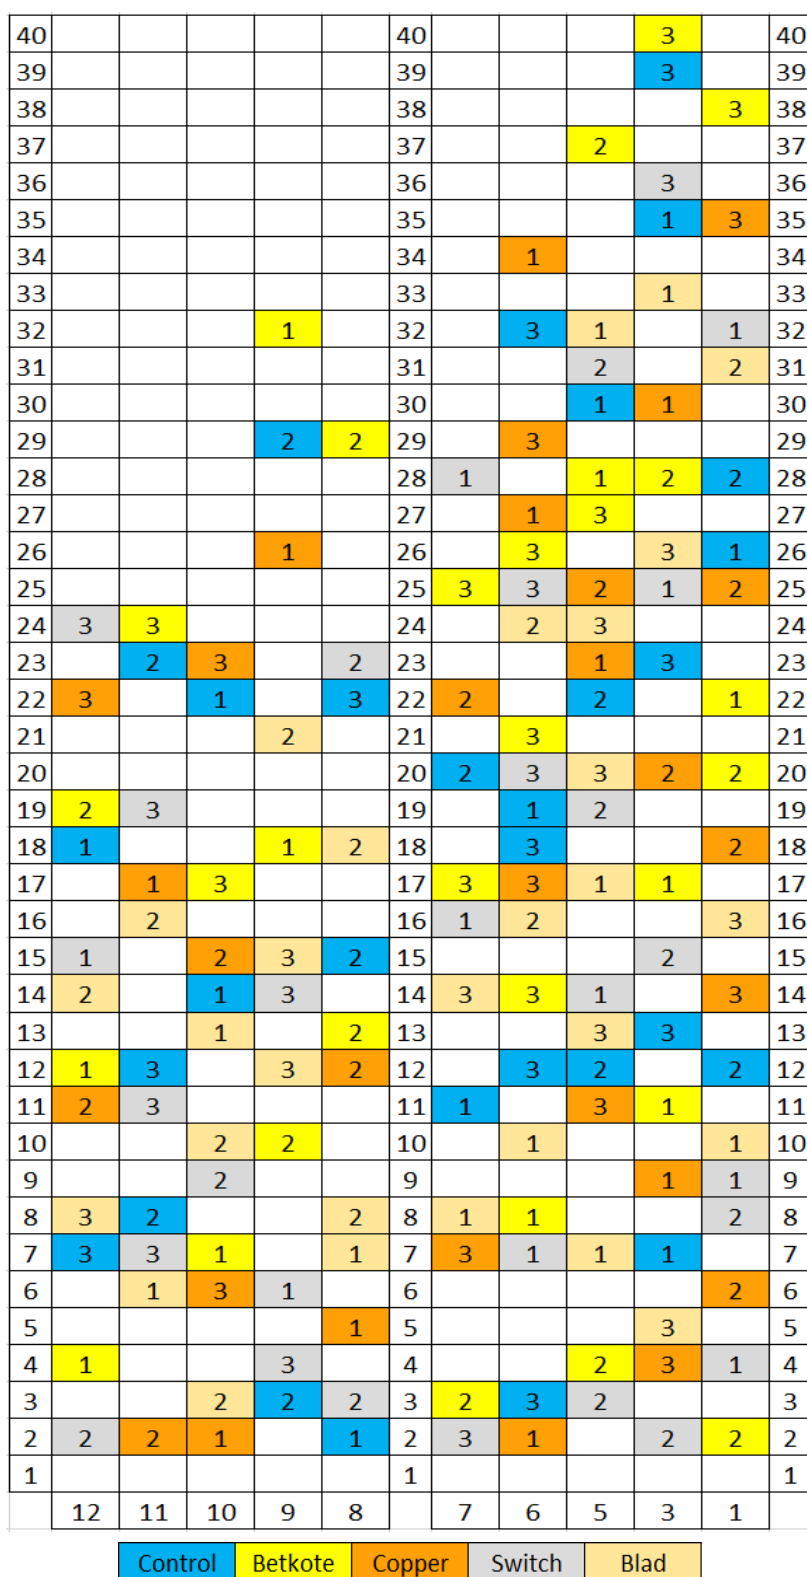 40 40 3 40
39 39 3 39
38 38 3 38
37 37 2 37
36 36 3 36
35 35 1 3 35
34 34 1 34
33 33 1 33
32 1 32 3 1 1 32
31 31 2 2 31
30 30 1 1 30
29 2 2 29 3 29
28 28 1 1 2 2 28
27 27 1 3 27
26 1 26 3 3 1 26
25 25 3 3 2 1 2 25
24 3 3 24 2 3 24
23 2 3 2 23 1 3 23
22 3 1 3 22 2 2 1 22
21 2 21 3 21
20 20 2 3 3 2 2 20
19 2 3 19 1 2 19
18 1 1 2 18 3 2 18
17 1 3 17 3 3 1 1 17
16 2 16 1 2 3 16
15 1 2 3 2 15 2 15
14 2 1 3 14 3 3 1 3 14
13 1 2 13 3 3 13
12 1 3 3 2 12 3 2 2 12
11 2 3 11 1 3 1 11
10 2 2 10 1 1 10
9 2 9 1 1 9
8 3 2 2 8 1 1 2 8
7 3 3 1 1 7 3 1 1 1 7
6 1 3 1 6 2 6
5 1 5 3 5
4 1 3 4 2 3 1 4
3 2 2 2 3 2 3 2 3
2 2 2 1 1 2 3 1 2 2 2
1 1 1
12 11 10 9 8 7 6 5 3 1
Control Betkote Copper Switch Blad